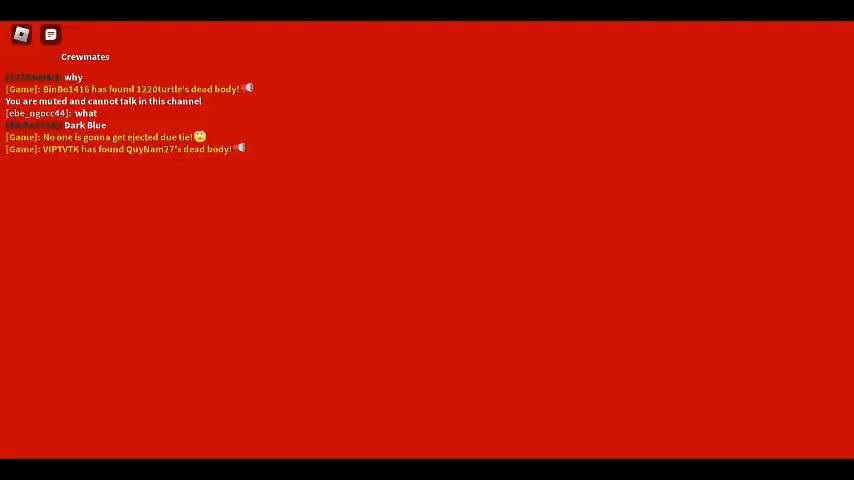 Crewmates
why
[Game]: BinBo1416 has found 1220turtle's dead body!
You are muted and cannot talk in this channel
[ebe_ngocc44]: what
Dark Blue
[Game]: No one is gonna get ejected due tie!🙄
[Game]: VIPTVTK has found QuyNam27's dead body!